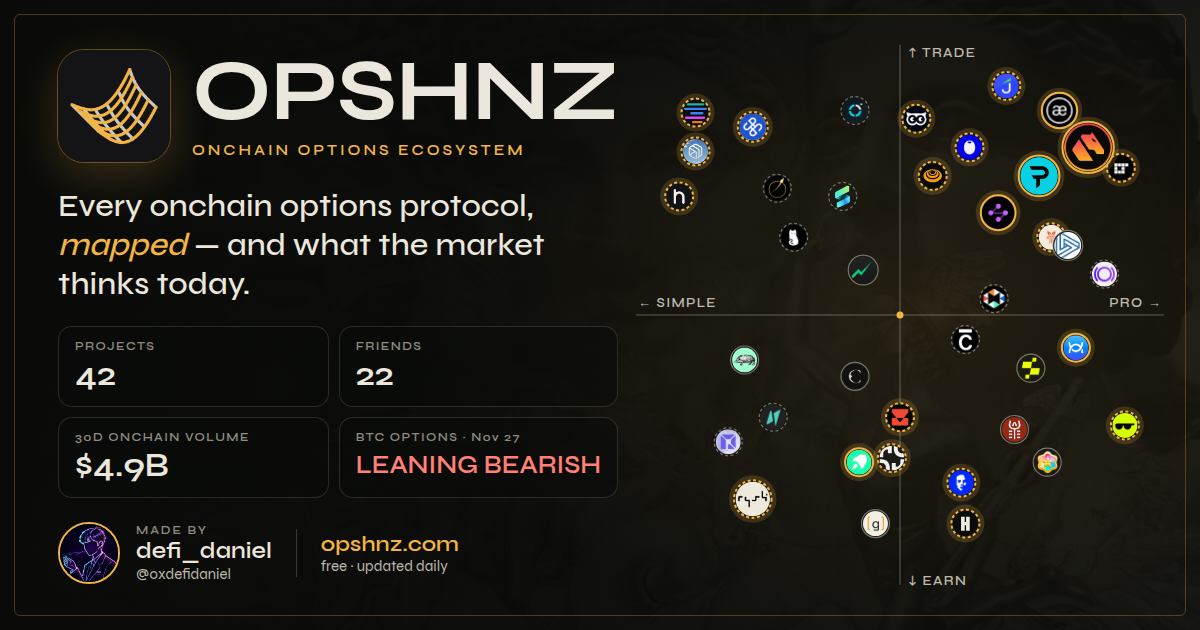 OPSHNZ
ONCHAIN OPTIONS ECOSYSTEM
Every onchain options protocol,
mapped — and what the market
thinks today.
PROJECTS
42
FRIENDS
22
30D ONCHAIN VOLUME
$4.9B
BTC OPTIONS · Nov 27
LEANING BEARISH
MADE BY
defi_daniel
@oxdefidaniel
opshnz.com
free · updated daily
↑ TRADE
← SIMPLE
PRO →
↓ EARN
æ
h
c̄
[g]
H